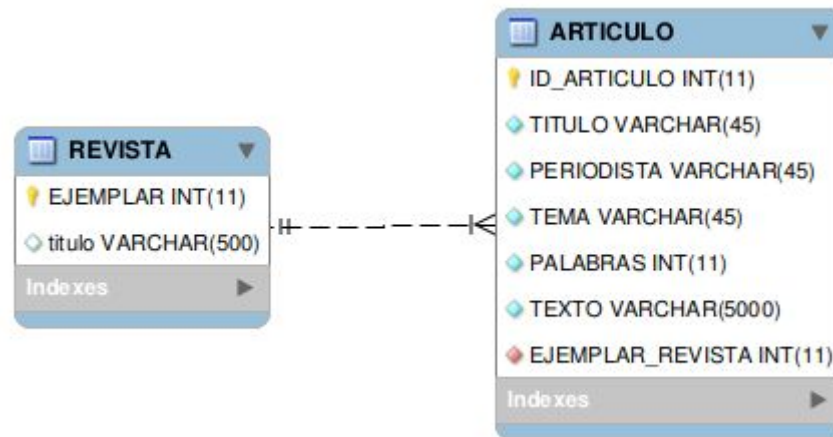 REVISTA
EJEMPLAR INT(11)
titulo VARCHAR(500)
Indexes
ARTICULO
ID_ARTICULO INT(11)
TITULO VARCHAR(45)
PERIODISTA VARCHAR(45)
TEMA VARCHAR(45)
PALABRAS INT(11)
TEXTO VARCHAR(5000)
EJEMPLAR_REVISTA INT(11)
Indexes